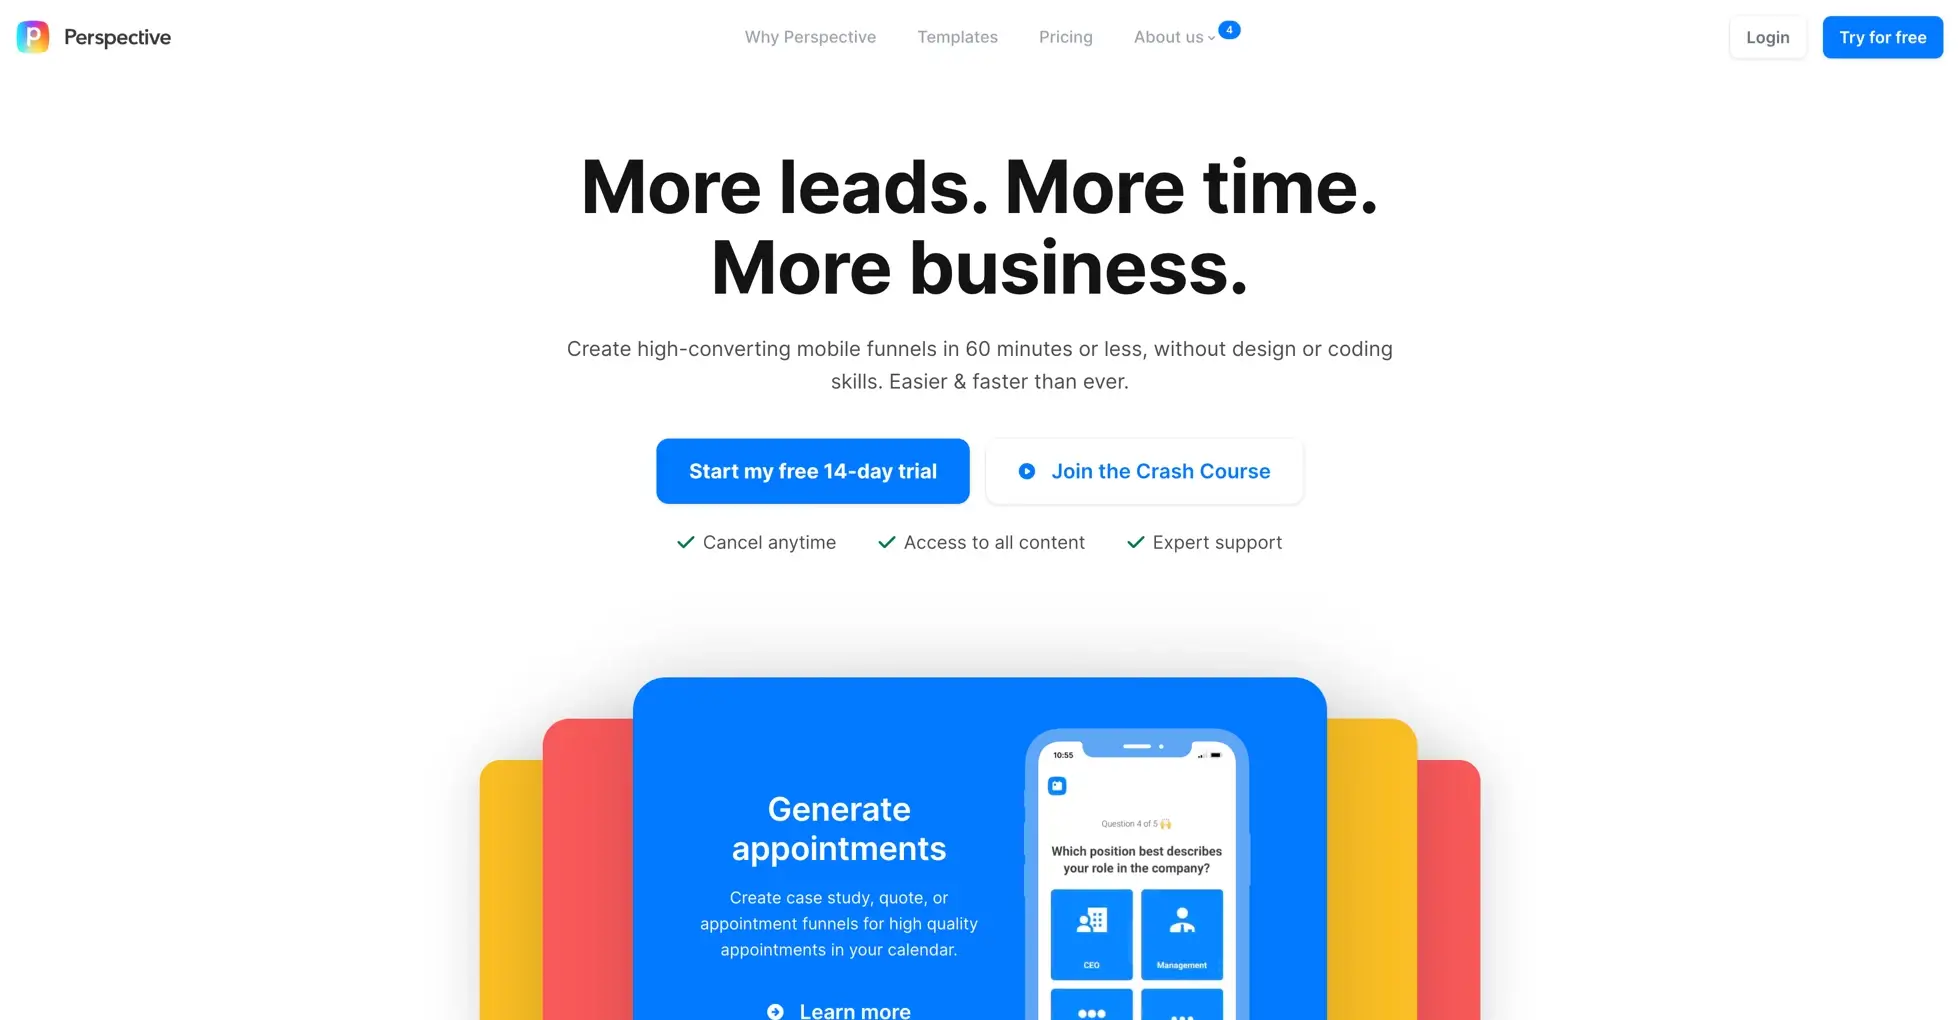 Perspective
Why Perspective
Templates
Pricing
About us
4
Login
Try for free
More leads. More time.
More business.
Create high-converting mobile funnels in 60 minutes or less, without design or coding
skills. Easier & faster than ever.
Start my free 14-day trial
Join the Crash Course
Cancel anytime
Access to all content
Expert support
Generate
appointments
Create case study, quote, or
appointment funnels for high quality
appointments in your calendar.
Learn more
10:55
Question 4 of 5 🙌
Which position best describes
your role in the company?
CEO
Management